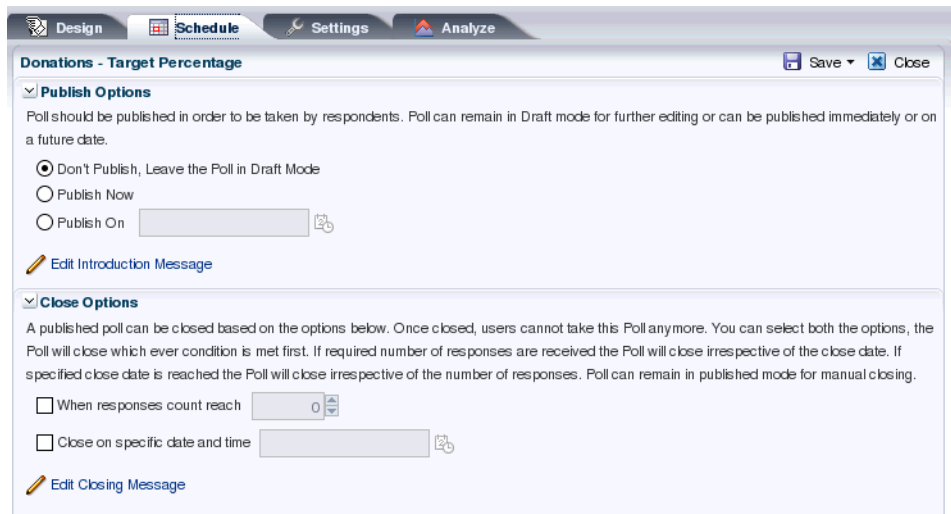 Design Schedule Settings Analyze
Donations - Target Percentage Save Close
Publish Options
Poll should be published in order to be taken by respondents. Poll can remain in Draft mode for further editing or can be published immediately or on
a future date.
Don't Publish, Leave the Poll in Draft Mode
Publish Now
Publish On
Edit Introduction Message
Close Options
A published poll can be closed based on the options below. Once closed, users cannot take this Poll anymore. You can select both the options, the
Poll will close which ever condition is met first. If required number of responses are received the Poll will close irrespective of the close date. If
specified close date is reached the Poll will close irrespective of the number of responses. Poll can remain in published mode for manual closing.
When responses count reach 0
Close on specific date and time
Edit Closing Message